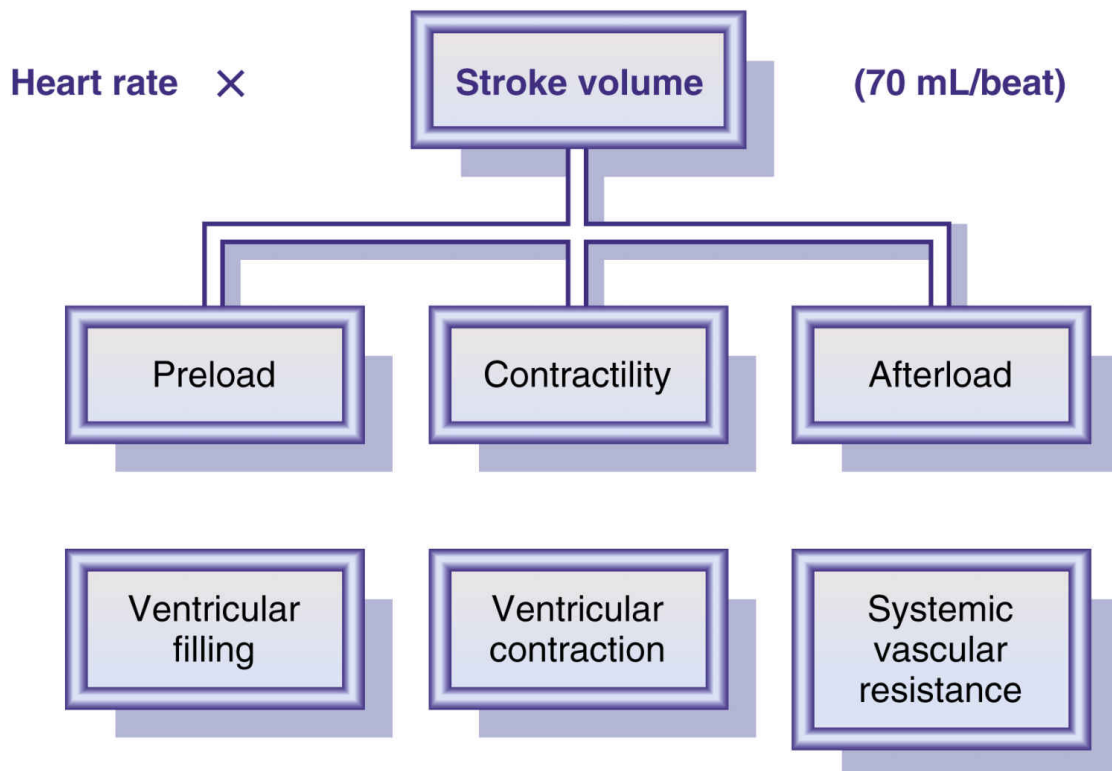 Heart rate × Stroke volume (70 mL/beat)
Preload
Contractility
Afterload
Ventricular
filling
Ventricular
contraction
Systemic
vascular
resistance